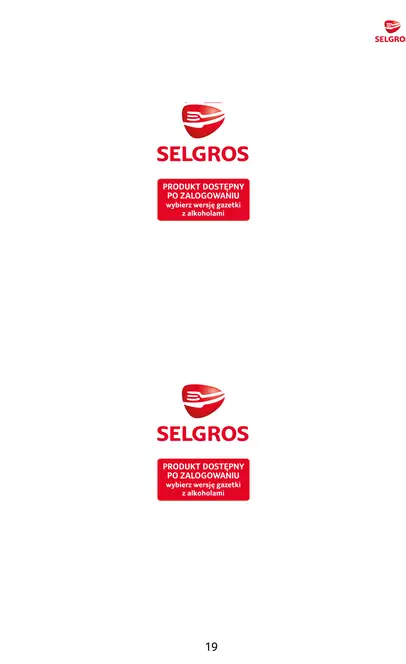 SELGRO
SELGROS
PRODUKT DOSTĘPNY
PO ZALOGOWANIU
wybierz wersję gazetki
z alkoholami
SELGROS
PRODUKT DOSTĘPNY
PO ZALOGOWANIU
wybierz wersję gazetki
z alkoholami
19